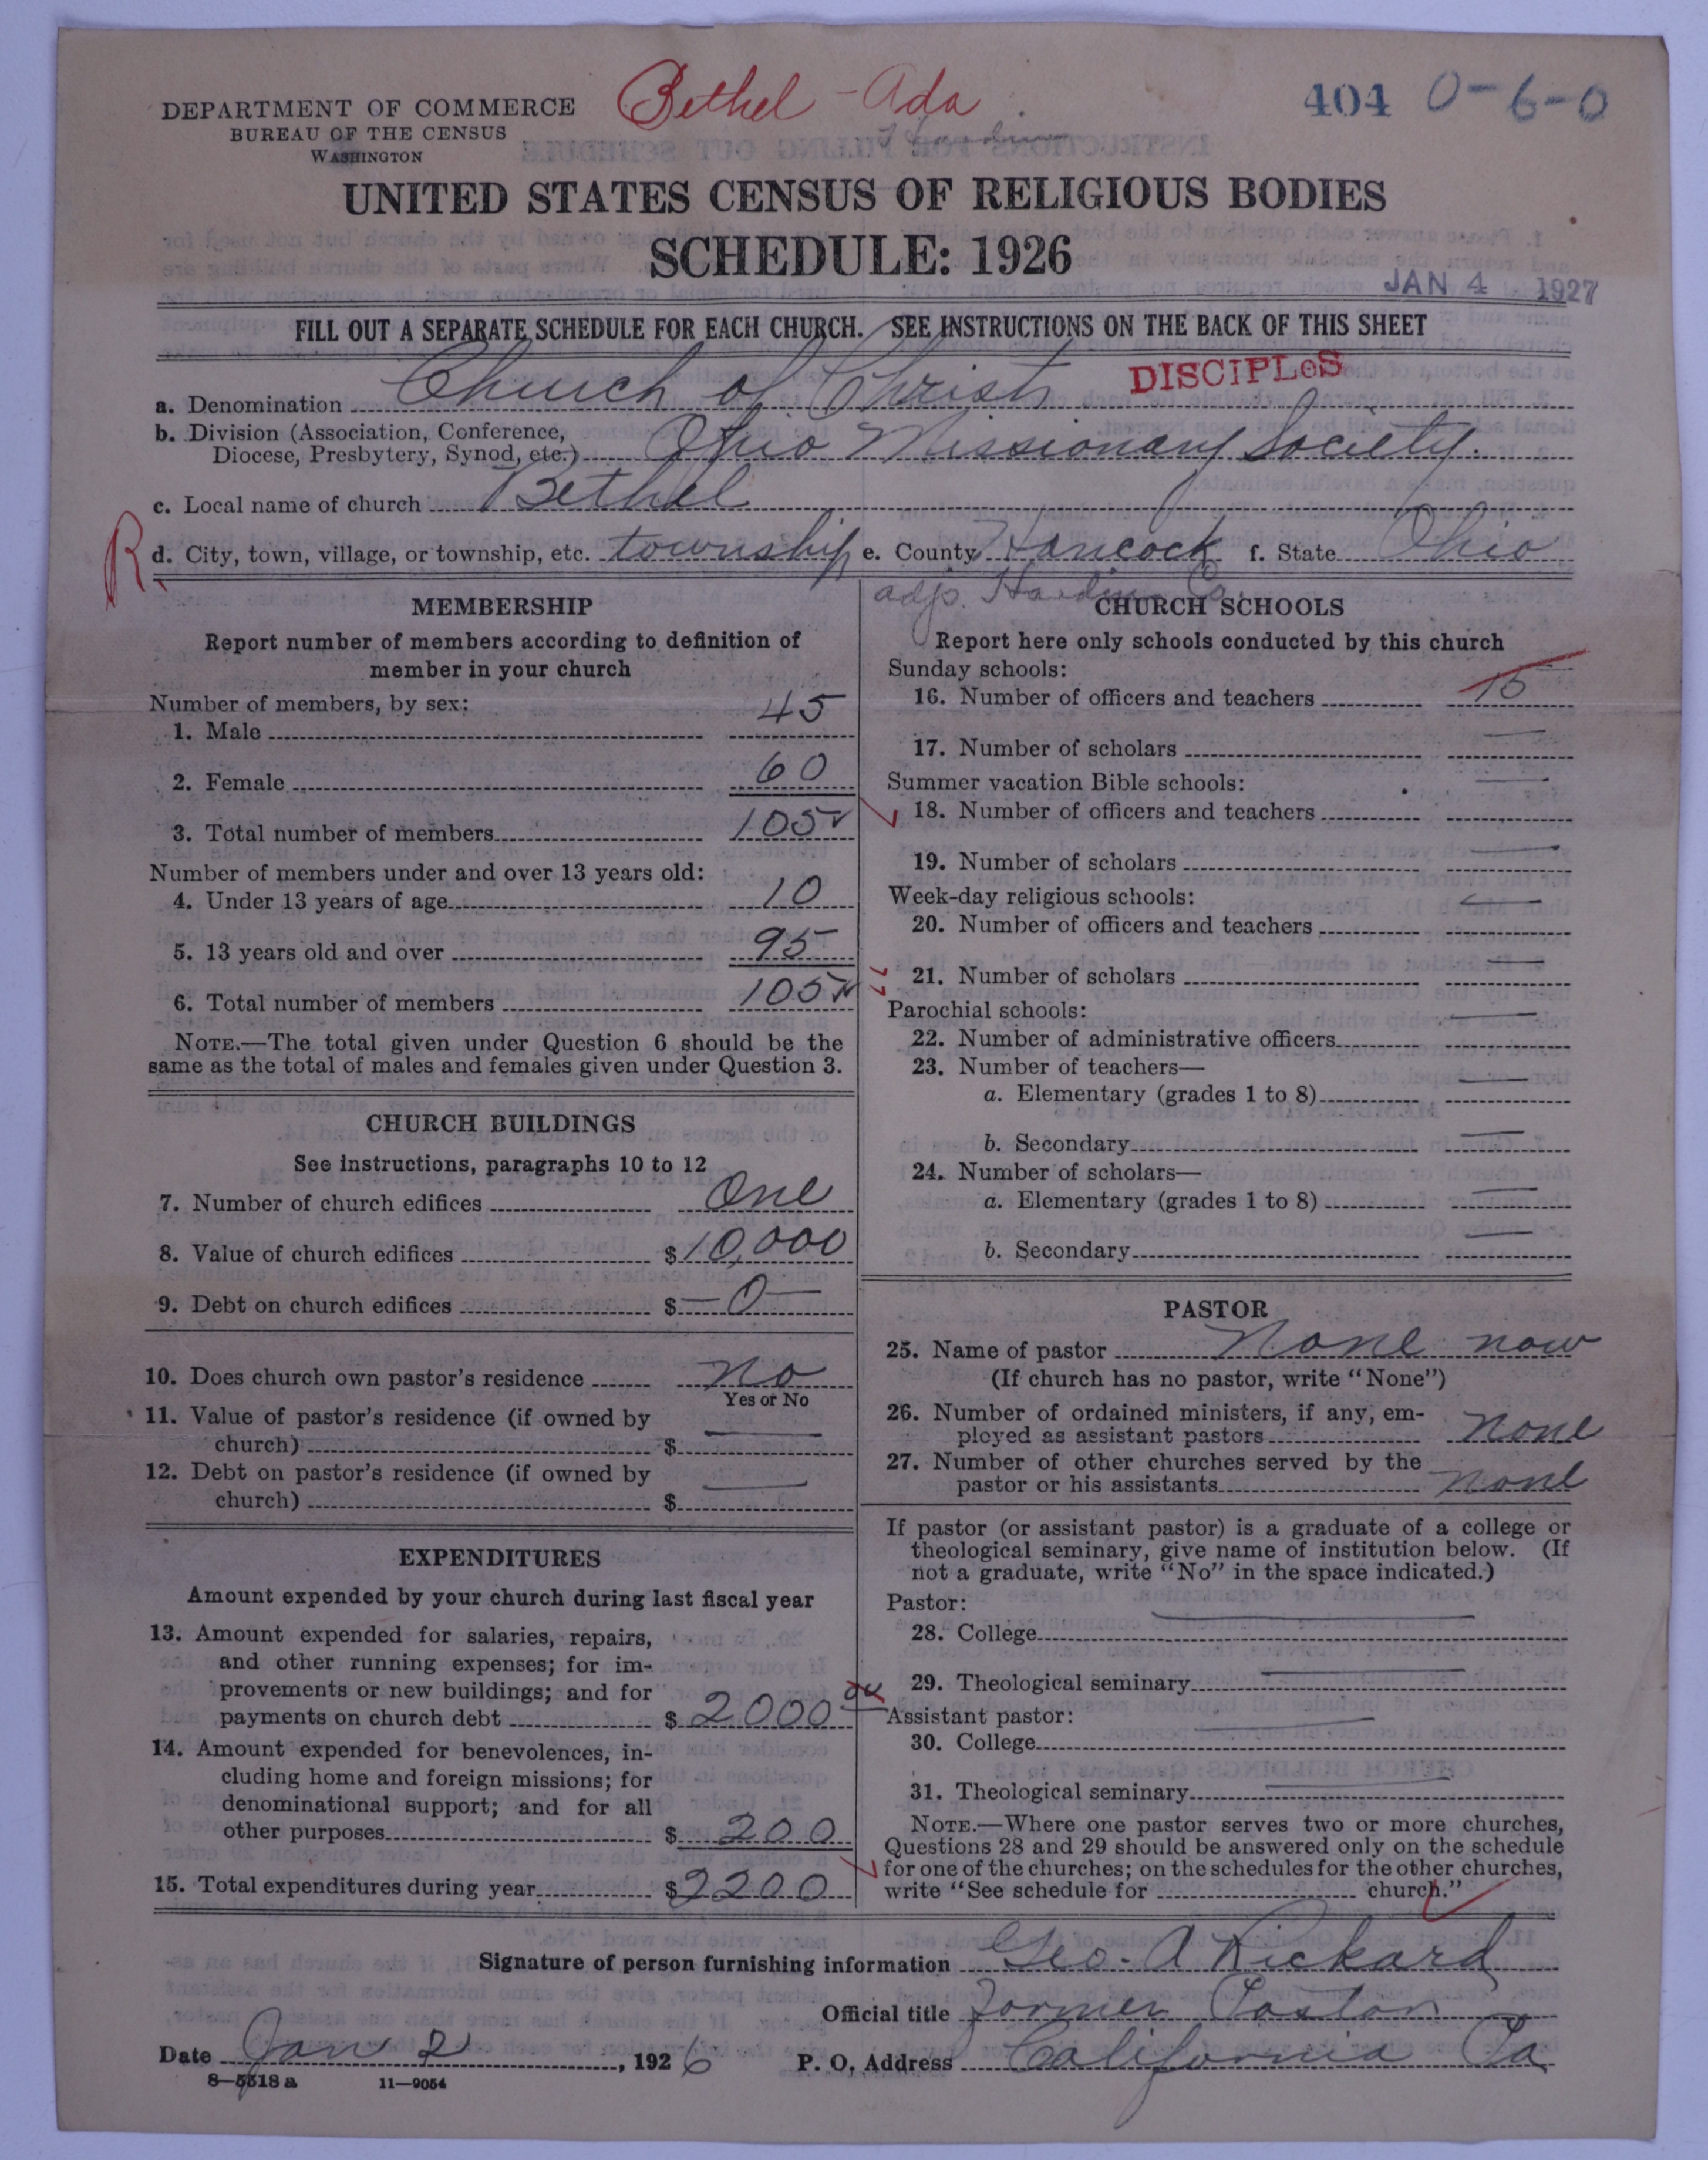 DEPARTMENT OF COMMERCE
BUREAU OF THE CENSUS
WASHINGTON
Bethel - Ada
404 0-6-0
UNITED STATES CENSUS OF RELIGIOUS BODIES
SCHEDULE: 1926
JAN 4 1927
FILL OUT A SEPARATE SCHEDULE FOR EACH CHURCH. SEE INSTRUCTIONS ON THE BACK OF THIS SHEET
a. Denomination Church of Christ DISCIPLeS
b. Division (Association, Conference,
Diocese, Presbytery, Synod, etc.) Ohio Missionary Society.
c. Local name of church Bethel
R d. City, town, village, or township, etc. township e. County Hancock f. State Ohio
adj. Hardin Co
MEMBERSHIP
Report number of members according to definition of
member in your church
Number of members, by sex:
1. Male 45
2. Female 60
3. Total number of members 105
Number of members under and over 13 years old:
4. Under 13 years of age 10
5. 13 years old and over 95
6. Total number of members 105
NOTE.—The total given under Question 6 should be the
same as the total of males and females given under Question 3.
CHURCH BUILDINGS
See instructions, paragraphs 10 to 12
7. Number of church edifices One
8. Value of church edifices $10,000
9. Debt on church edifices $ —0—
10. Does church own pastor's residence no
Yes or No
11. Value of pastor's residence (if owned by
church) $ —
12. Debt on pastor's residence (if owned by
church) $ —
EXPENDITURES
Amount expended by your church during last fiscal year
13. Amount expended for salaries, repairs,
and other running expenses; for im-
provements or new buildings; and for
payments on church debt $ 2000
14. Amount expended for benevolences, in-
cluding home and foreign missions; for
denominational support; and for all
other purposes $ 200
15. Total expenditures during year $2200
CHURCH SCHOOLS
Report here only schools conducted by this church
Sunday schools:
16. Number of officers and teachers 15
17. Number of scholars —
Summer vacation Bible schools: —
18. Number of officers and teachers
19. Number of scholars —
Week-day religious schools: —
20. Number of officers and teachers
21. Number of scholars —
Parochial schools: —
22. Number of administrative officers
23. Number of teachers—
a. Elementary (grades 1 to 8) —
b. Secondary —
24. Number of scholars—
a. Elementary (grades 1 to 8) —
b. Secondary —
PASTOR
25. Name of pastor None now
(If church has no pastor, write "None")
26. Number of ordained ministers, if any, em-
ployed as assistant pastors none
27. Number of other churches served by the
pastor or his assistants none
If pastor (or assistant pastor) is a graduate of a college or
theological seminary, give name of institution below. (If
not a graduate, write "No" in the space indicated.)
Pastor:
28. College —
29. Theological seminary —
Assistant pastor:
30. College —
31. Theological seminary —
NOTE.—Where one pastor serves two or more churches,
Questions 28 and 29 should be answered only on the schedule
for one of the churches; on the schedules for the other churches,
write "See schedule for church."
Signature of person furnishing information Geo. A Rickard
Official title Former Pastor
Date Jan 2, 1926 P. O. Address California Pa
8—5518 a 11—9054